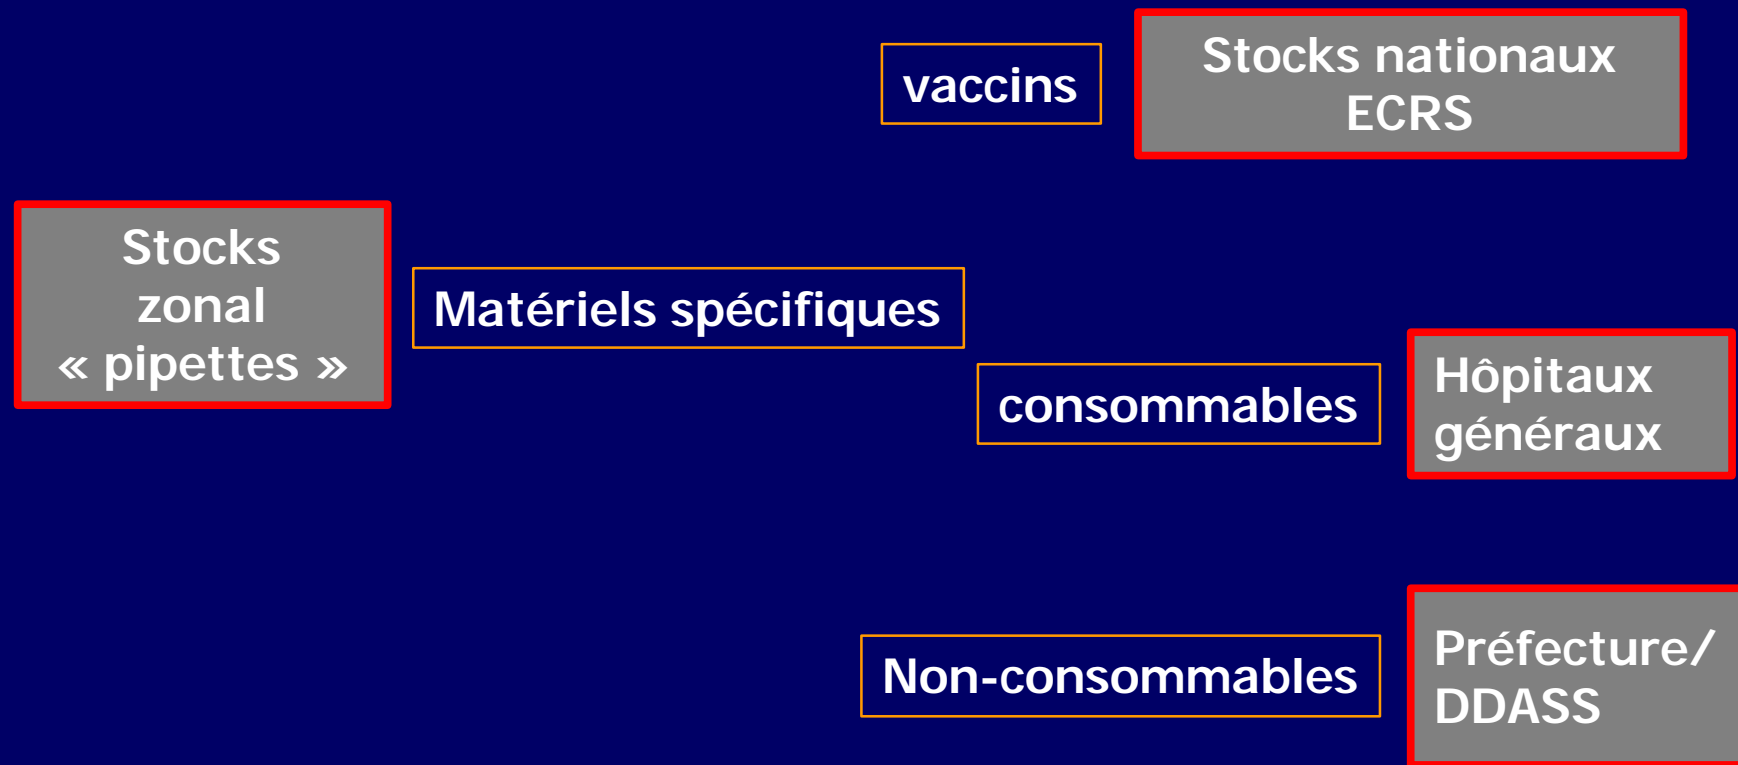 vaccins
Stocks nationaux
ECRS
Stocks
zonal
« pipettes »
Matériels spécifiques
consommables
Hôpitaux
généraux
Non-consommables
Préfecture/
DDASS